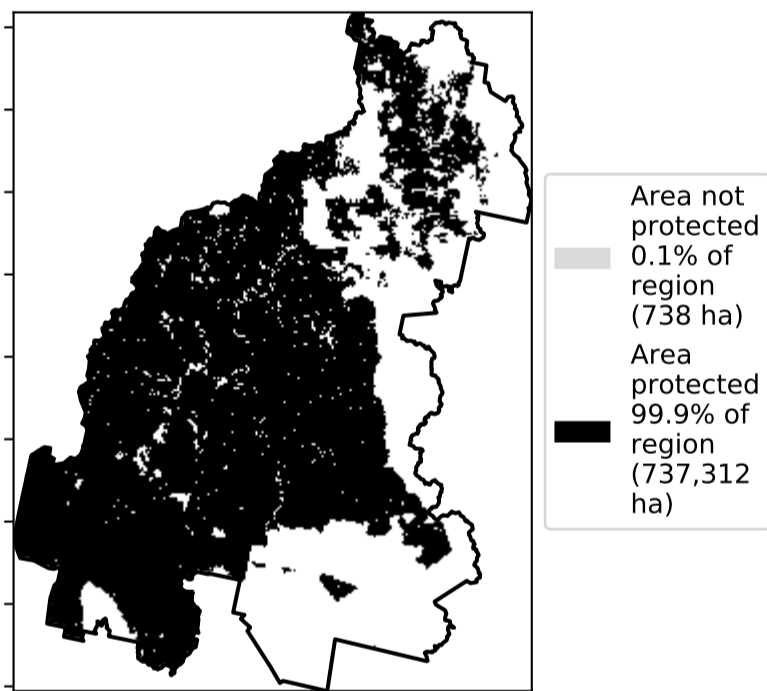 Area not
protected
0.1% of
region
(738 ha)
Area
protected
99.9% of
region
(737,312
ha)